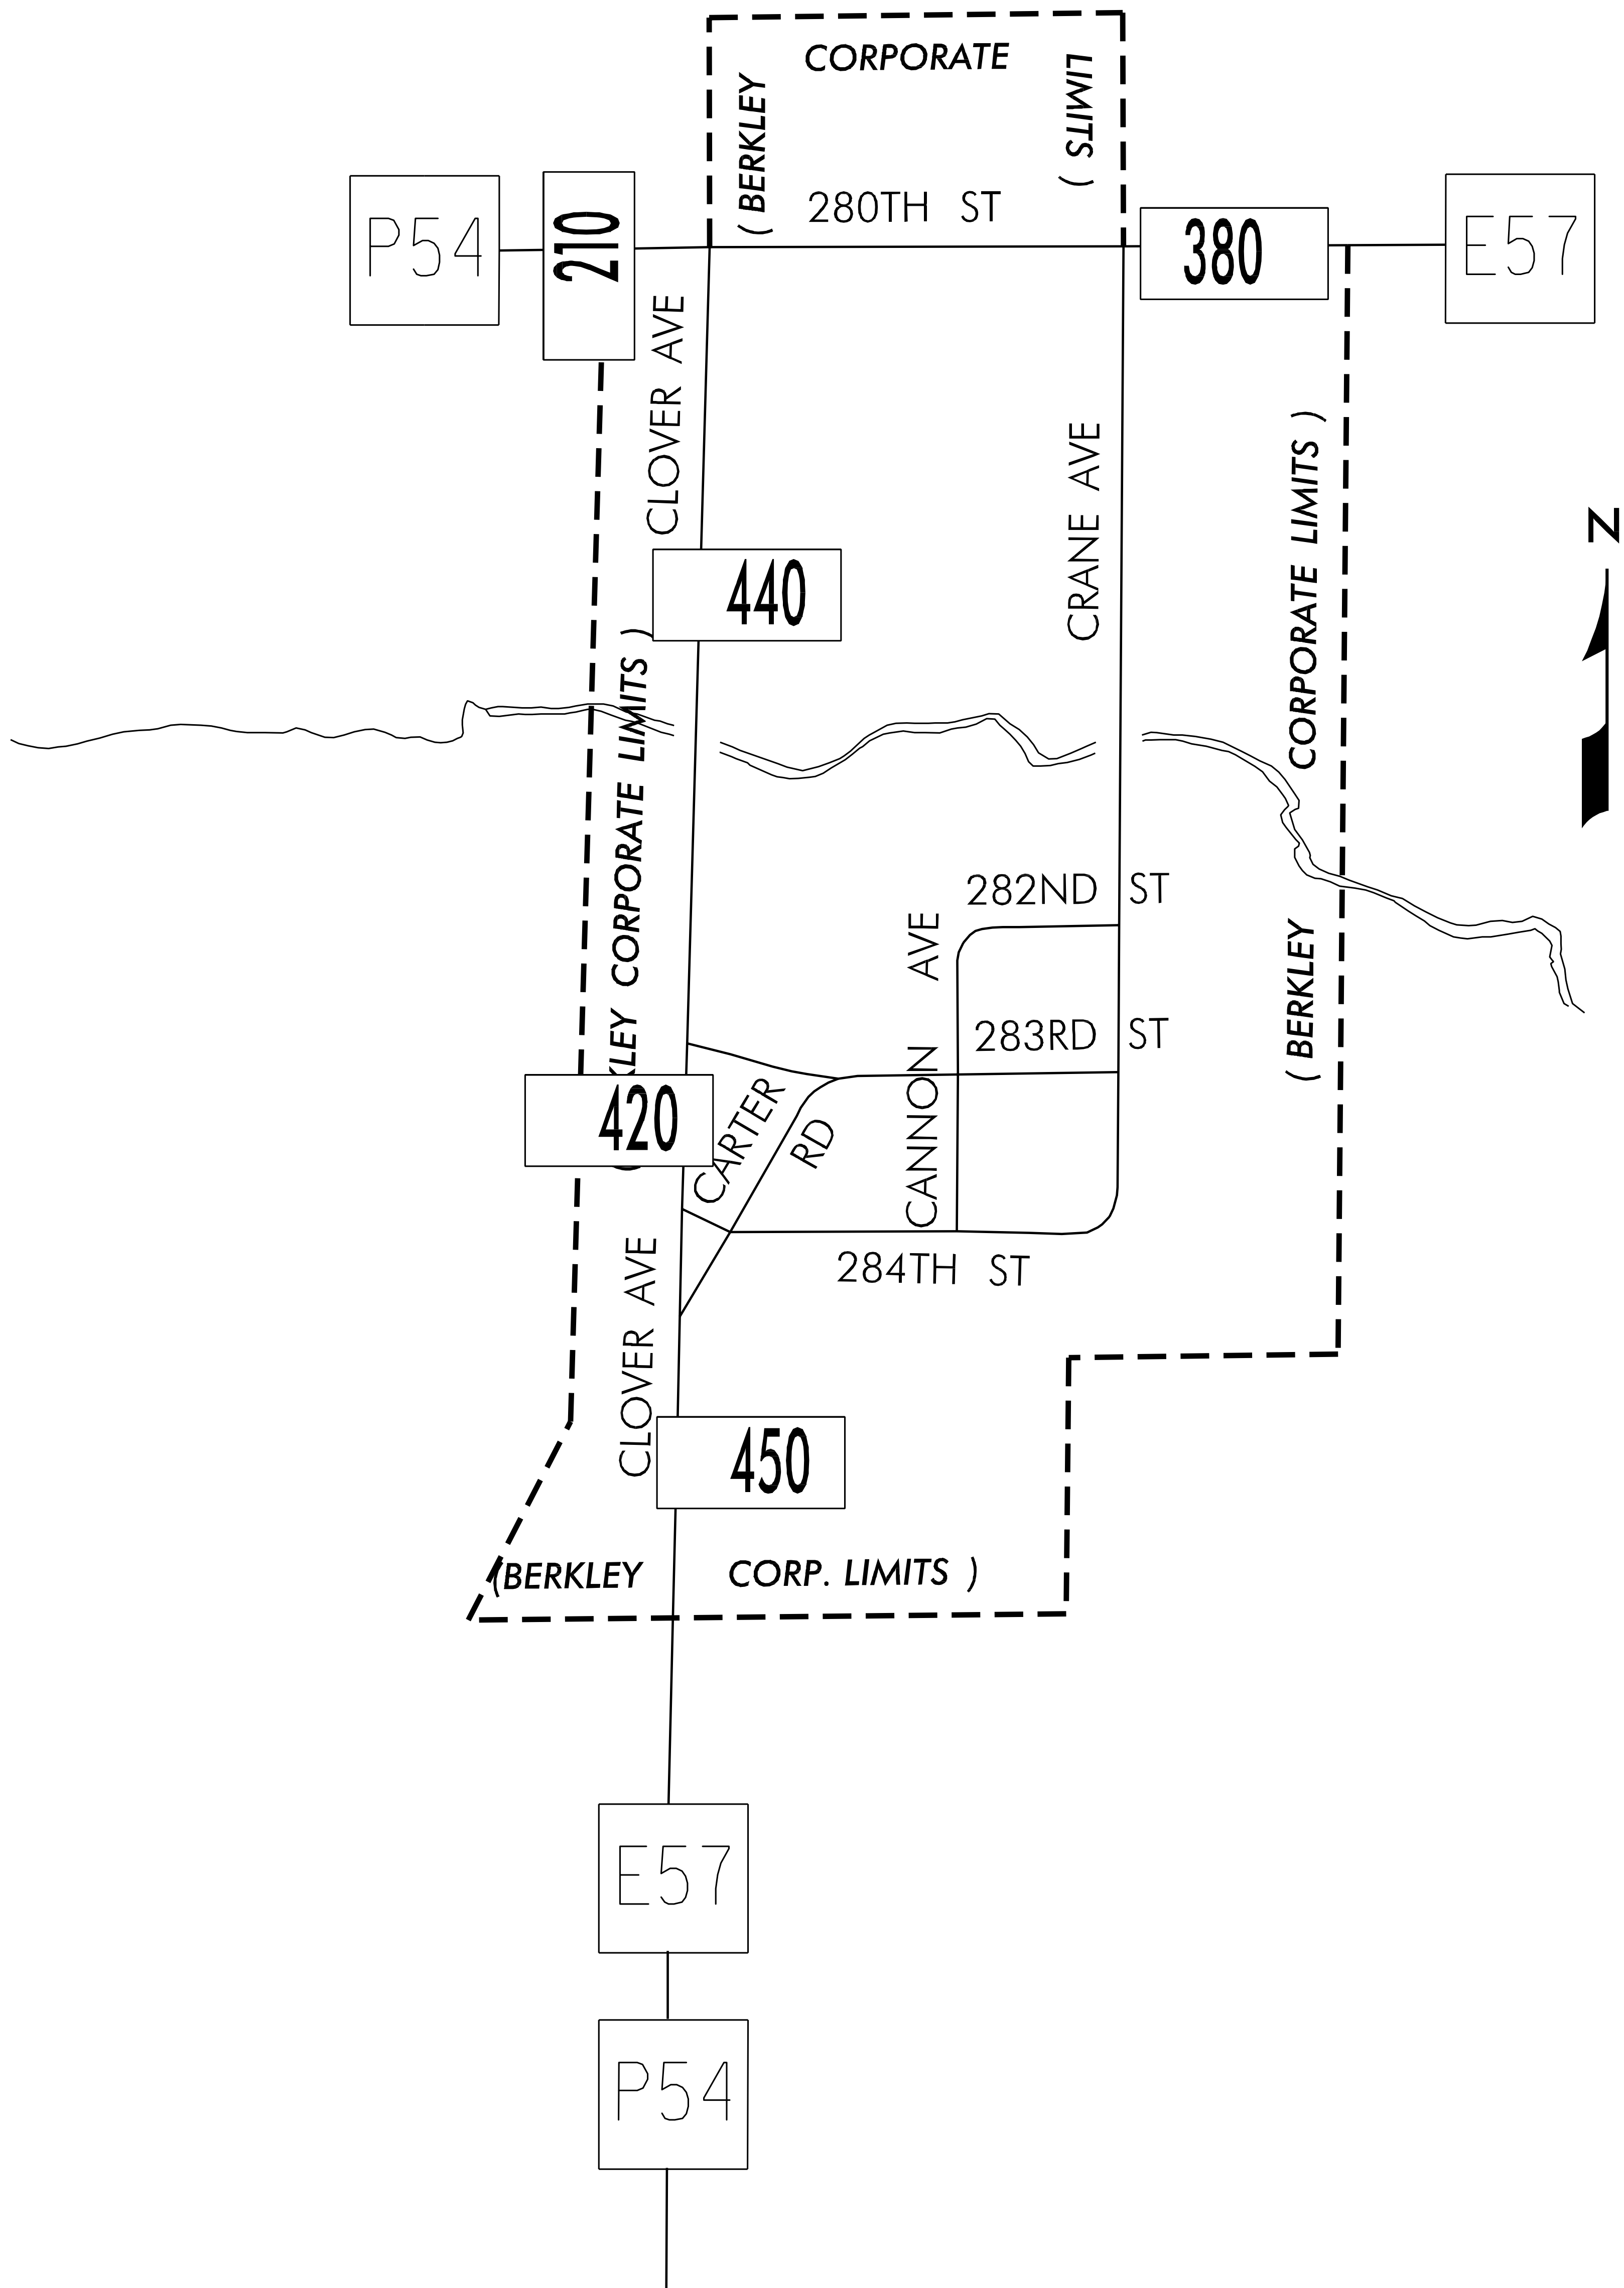 CORPORATE
( BERKLEY
LIMITS )
280TH ST
P54
210
380
E57
CLOVER AVE
CRANE AVE
( BERKLEY CORPORATE LIMITS )
440
KLEY CORPORATE LIMITS )
282ND ST
CANNON AVE
283RD ST
420
CARTER RD
284TH ST
CLOVER AVE
450
(BERKLEY CORP. LIMITS )
E57
P54
N